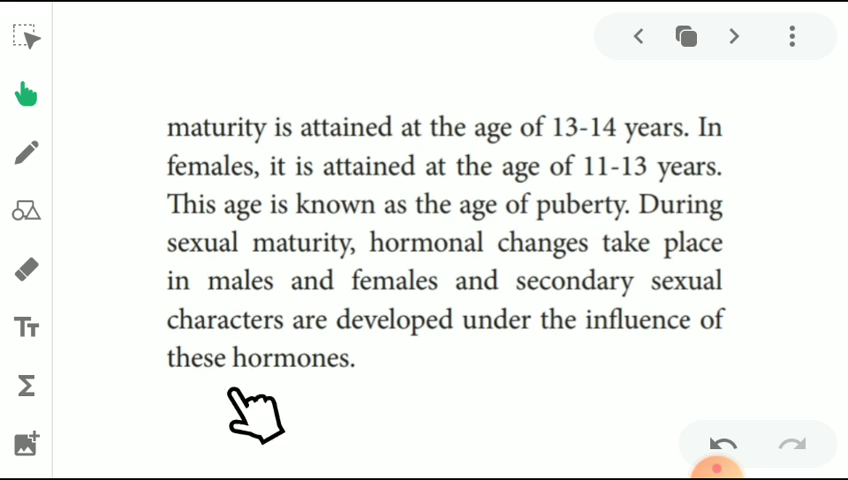 maturity is attained at the age of 13-14 years. In
females, it is attained at the age of 11-13 years.
This age is known as the age of puberty. During
sexual maturity, hormonal changes take place
in males and females and secondary sexual
characters are developed under the influence of
these hormones.
TT
Σ